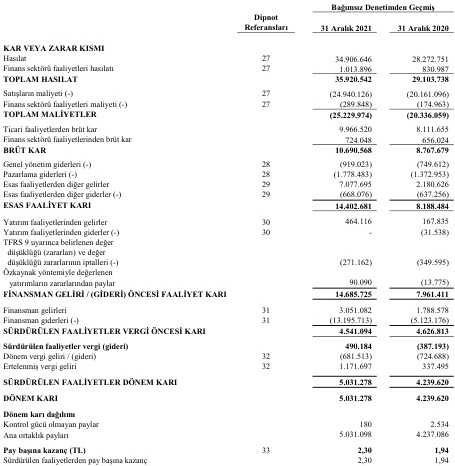 Bağımsız Denetimden Geçmiş
Dipnot
Referansları 31 Aralık 2021 31 Aralık 2020
KAR VEYA ZARAR KISMI
Hasılat 27 34.906.646 28.272.751
Finans sektörü faaliyetleri hasılatı 27 1.013.896 830.987
TOPLAM HASILAT 35.920.542 29.103.738
Satışların maliyeti (-) 27 (24.940.126) (20.161.096)
Finans sektörü faaliyetleri maliyeti (-) 27 (289.848) (174.963)
TOPLAM MALİYETLER (25.229.974) (20.336.059)
Ticari faaliyetlerden brüt kar 9.966.520 8.111.655
Finans sektörü faaliyetlerinden brüt kar 724.048 656.024
BRÜT KAR 10.690.568 8.767.679
Genel yönetim giderleri (-) 28 (919.023) (749.612)
Pazarlama giderleri (-) 28 (1.778.483) (1.372.953)
Esas faaliyetlerden diğer gelirler 29 7.077.695 2.180.626
Esas faaliyetlerden diğer giderler (-) 29 (668.076) (637.256)
ESAS FAALİYET KARI 14.402.681 8.188.484
Yatırım faaliyetlerinden gelirler 30 464.116 167.835
Yatırım faaliyetlerinden giderler (-) 30 - (31.538)
TFRS 9 uyarınca belirlenen değer
düşüklüğü (zararları) ve değer
düşüklüğü zararlarının iptalleri (-) (271.162) (349.595)
Özkaynak yöntemiyle değerlenen
yatırımların zararlarından paylar 90.090 (13.775)
FİNANSMAN GELİRİ / (GİDERİ) ÖNCESİ FAALİYET KARI 14.685.725 7.961.411
Finansman gelirleri 31 3.051.082 1.788.578
Finansman giderleri (-) 31 (13.195.713) (5.123.176)
SÜRDÜRÜLEN FAALİYETLER VERGİ ÖNCESİ KARI 4.541.094 4.626.813
Sürdürülen faaliyetler vergi (gideri) 490.184 (387.193)
Dönem vergi geliri / (gideri) 32 (681.513) (724.688)
Ertelenmiş vergi geliri 32 1.171.697 337.495
SÜRDÜRÜLEN FAALİYETLER DÖNEM KARI 5.031.278 4.239.620
DÖNEM KARI 5.031.278 4.239.620
Dönem karı dağılımı
Kontrol gücü olmayan paylar 180 2.534
Ana ortaklık payları 5.031.098 4.237.086
Pay başına kazanç (TL) 33 2,30 1,94
Sürdürülen faaliyetlerden pay başına kazanç 2,30 1,94